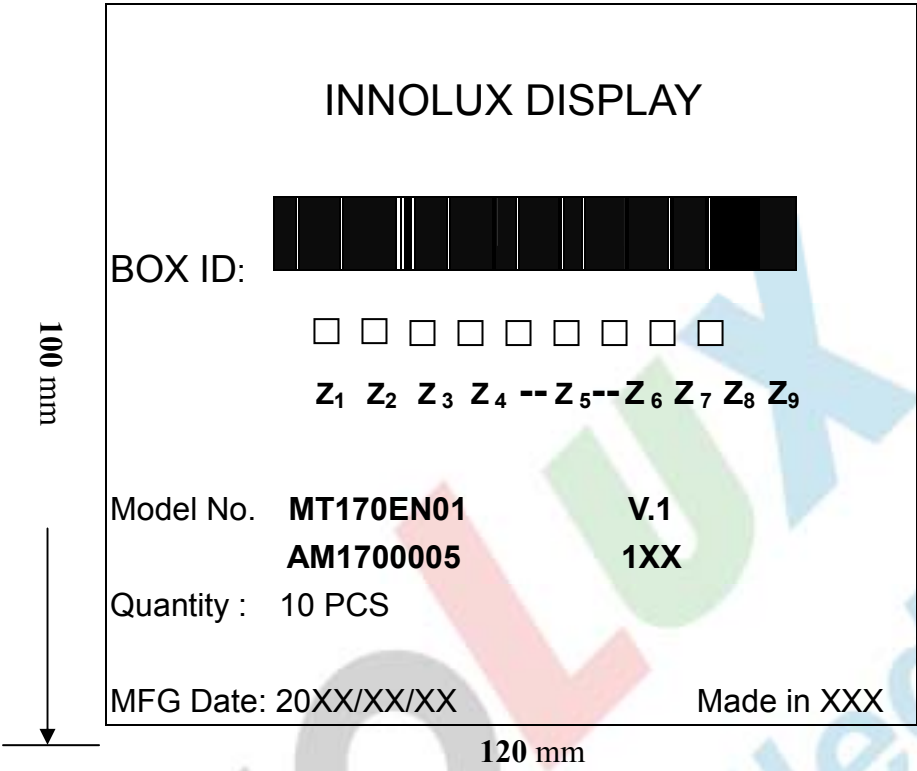 INNOLUX DISPLAY
BOX ID:
□ □ □ □ □ □ □ □ □
Z1 Z2 Z3 Z4 -- Z5-- Z6 Z7 Z8 Z9
100 mm
Model No. MT170EN01 V.1
AM1700005 1XX
Quantity : 10 PCS
MFG Date: 20XX/XX/XX Made in XXX
120 mm